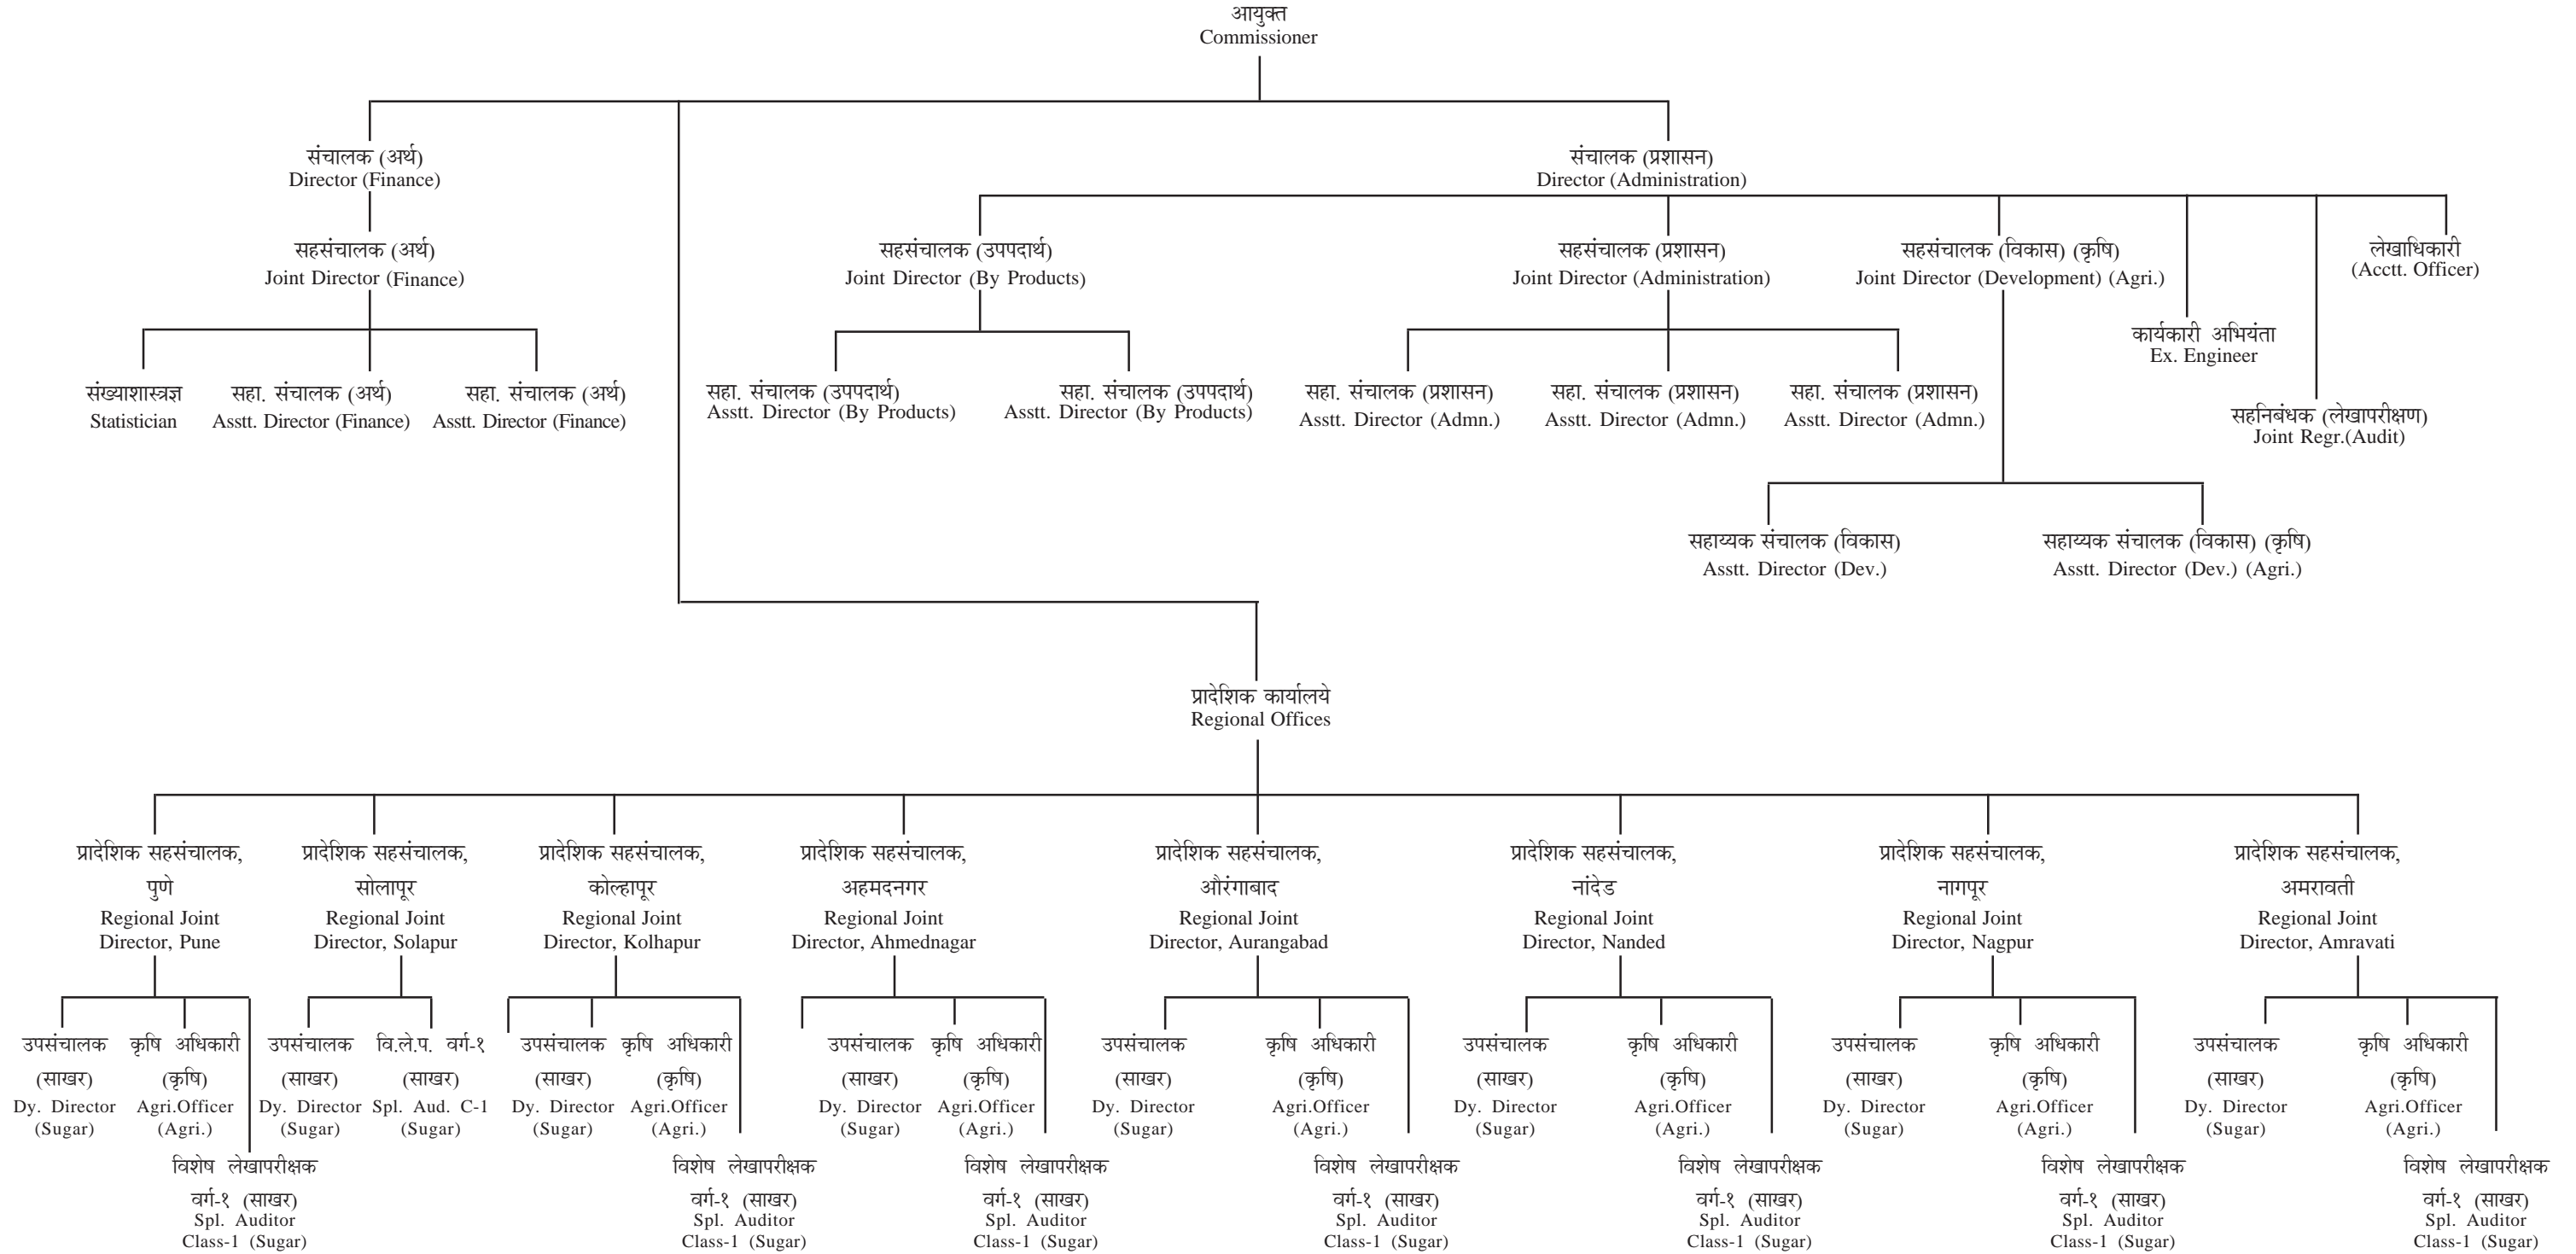 आयुक्त
Commissioner
संचालक (अर्थ)
Director (Finance)
संचालक (प्रशासन)
Director (Administration)
सहसंचालक (अर्थ)
Joint Director (Finance)
सहसंचालक (उपपदार्थ)
Joint Director (By Products)
सहसंचालक (प्रशासन)
Joint Director (Administration)
सहसंचालक (विकास) (कृषि)
Joint Director (Development) (Agri.)
लेखाधिकारी
(Acctt. Officer)
कार्यकारी अभियंता
Ex. Engineer
सहनिबंधक (लेखापरीक्षण)
Joint Regr.(Audit)
संख्याशास्त्रज्ञ
Statistician
सहा. संचालक (अर्थ)
Asstt. Director (Finance)
सहा. संचालक (अर्थ)
Asstt. Director (Finance)
सहा. संचालक (उपपदार्थ)
Asstt. Director (By Products)
सहा. संचालक (उपपदार्थ)
Asstt. Director (By Products)
सहा. संचालक (प्रशासन)
Asstt. Director (Admn.)
सहा. संचालक (प्रशासन)
Asstt. Director (Admn.)
सहा. संचालक (प्रशासन)
Asstt. Director (Admn.)
सहाय्यक संचालक (विकास)
Asstt. Director (Dev.)
सहाय्यक संचालक (विकास) (कृषि)
Asstt. Director (Dev.) (Agri.)
प्रादेशिक कार्यालये
Regional Offices
प्रादेशिक सहसंचालक,
पुणे
Regional Joint
Director, Pune
प्रादेशिक सहसंचालक,
सोलापूर
Regional Joint
Director, Solapur
प्रादेशिक सहसंचालक,
कोल्हापूर
Regional Joint
Director, Kolhapur
प्रादेशिक सहसंचालक,
अहमदनगर
Regional Joint
Director, Ahmednagar
प्रादेशिक सहसंचालक,
औरंगाबाद
Regional Joint
Director, Aurangabad
प्रादेशिक सहसंचालक,
नांदेड
Regional Joint
Director, Nanded
प्रादेशिक सहसंचालक,
नागपूर
Regional Joint
Director, Nagpur
प्रादेशिक सहसंचालक,
अमरावती
Regional Joint
Director, Amravati
उपसंचालक
(साखर)
Dy. Director
(Sugar)
कृषि अधिकारी
(कृषि)
Agri.Officer
(Agri.)
विशेष लेखापरीक्षक
वर्ग-१ (साखर)
Spl. Auditor
Class-1 (Sugar)
उपसंचालक
(साखर)
Dy. Director
(Sugar)
वि.ले.प. वर्ग-१
(साखर)
Spl. Aud. C-1
(Sugar)
उपसंचालक
(साखर)
Dy. Director
(Sugar)
कृषि अधिकारी
(कृषि)
Agri.Officer
(Agri.)
विशेष लेखापरीक्षक
वर्ग-१ (साखर)
Spl. Auditor
Class-1 (Sugar)
उपसंचालक
(साखर)
Dy. Director
(Sugar)
कृषि अधिकारी
(कृषि)
Agri.Officer
(Agri.)
विशेष लेखापरीक्षक
वर्ग-१ (साखर)
Spl. Auditor
Class-1 (Sugar)
उपसंचालक
(साखर)
Dy. Director
(Sugar)
कृषि अधिकारी
(कृषि)
Agri.Officer
(Agri.)
विशेष लेखापरीक्षक
वर्ग-१ (साखर)
Spl. Auditor
Class-1 (Sugar)
उपसंचालक
(साखर)
Dy. Director
(Sugar)
कृषि अधिकारी
(कृषि)
Agri.Officer
(Agri.)
विशेष लेखापरीक्षक
वर्ग-१ (साखर)
Spl. Auditor
Class-1 (Sugar)
उपसंचालक
(साखर)
Dy. Director
(Sugar)
कृषि अधिकारी
(कृषि)
Agri.Officer
(Agri.)
विशेष लेखापरीक्षक
वर्ग-१ (साखर)
Spl. Auditor
Class-1 (Sugar)
उपसंचालक
(साखर)
Dy. Director
(Sugar)
कृषि अधिकारी
(कृषि)
Agri.Officer
(Agri.)
विशेष लेखापरीक्षक
वर्ग-१ (साखर)
Spl. Auditor
Class-1 (Sugar)